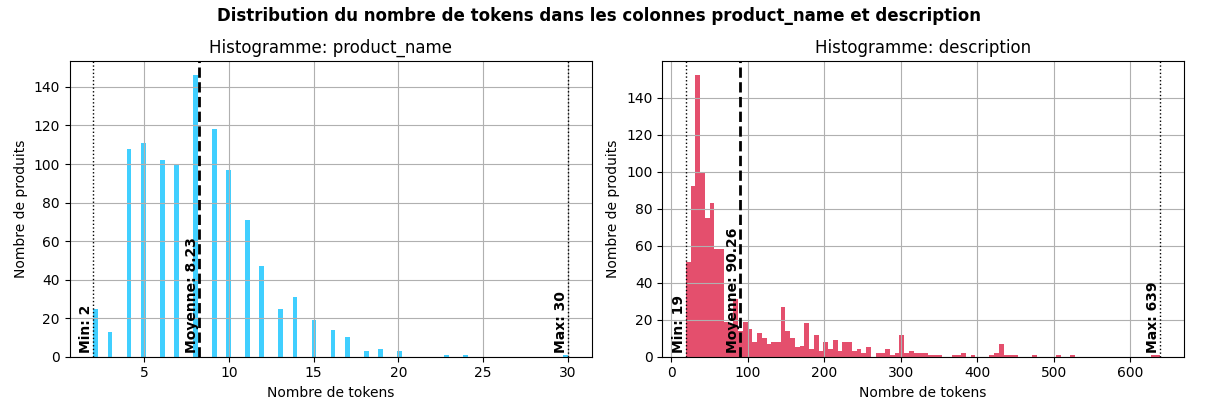 Distribution du nombre de tokens dans les colonnes product_name et description
Histogramme: product_name
Nombre de produits
140
120
100
80
60
40
20
0
Min: 2
Moyenne: 8.23
Max: 30
5
10
15
20
25
30
Nombre de tokens
Histogramme: description
Nombre de produits
140
120
100
80
60
40
20
0
Min: 19
Moyenne: 90.26
Max: 639
0
100
200
300
400
500
600
Nombre de tokens